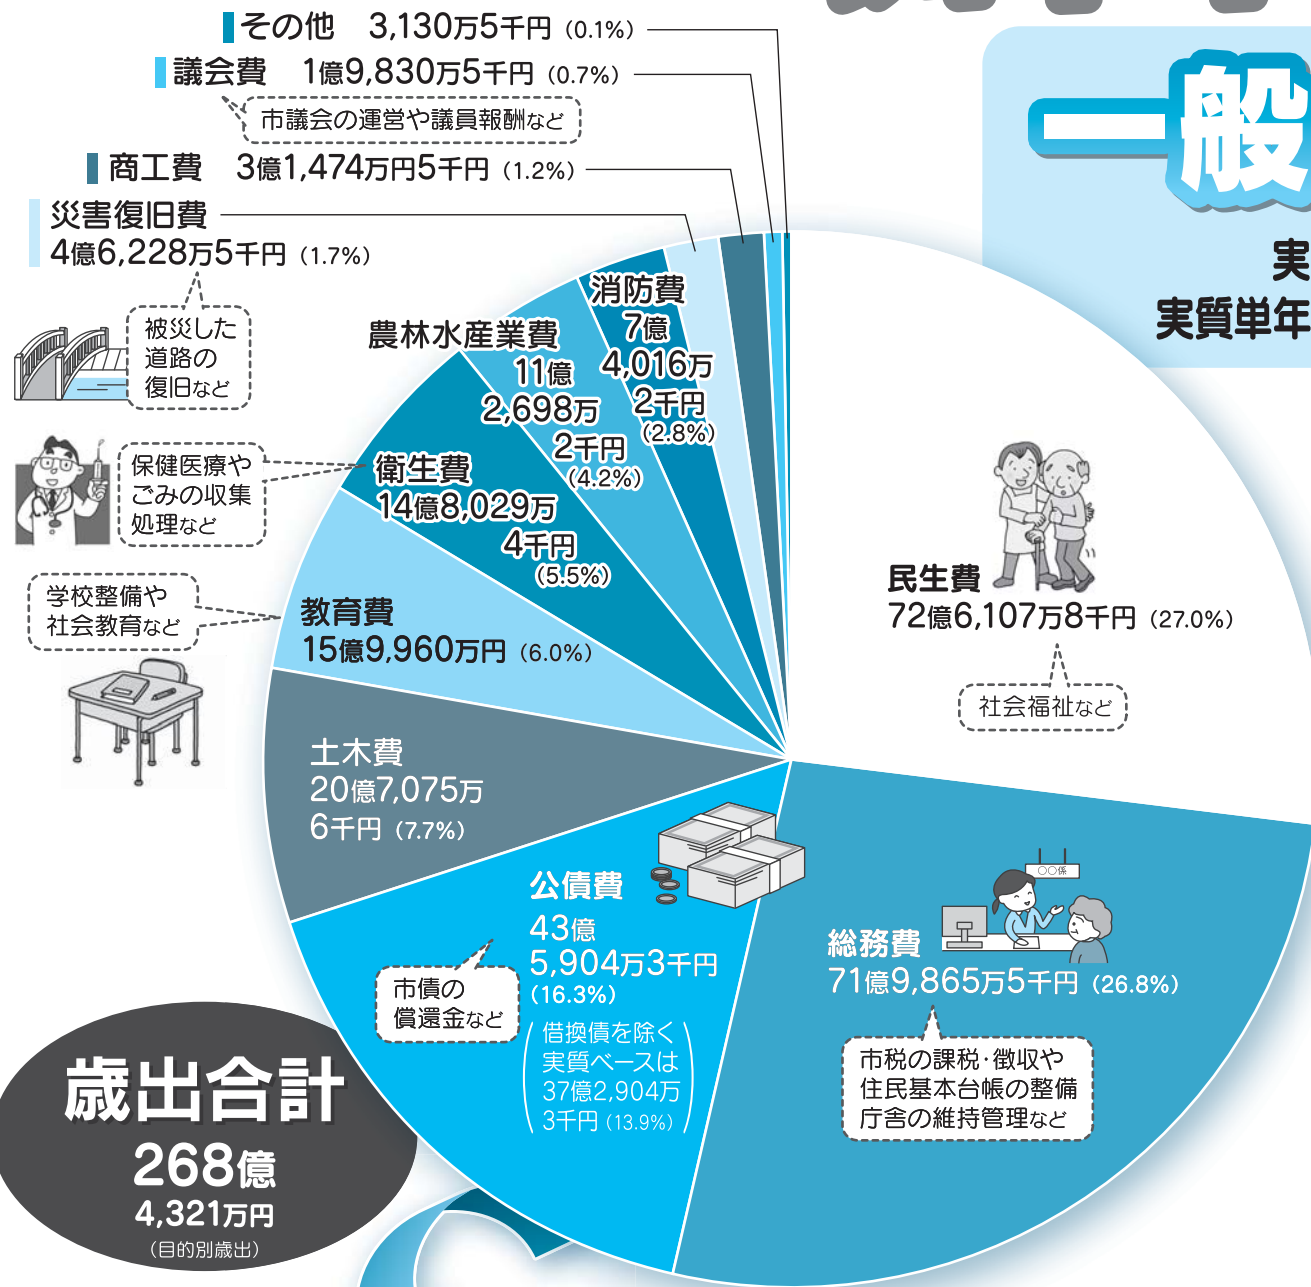 その他 3,130万5千円 (0.1%)
議会費 1億9,830万5千円 (0.7%)
市議会の運営や議員報酬など
商工費 3億1,474万円5千円 (1.2%)
災害復旧費
4億6,228万5千円 (1.7%)
被災した
道路の
復旧など
消防費
7億
4,016万
2千円
(2.8%)
農林水産業費
11億
2,698万
2千円
(4.2%)
保健医療や
ごみの収集
処理など
衛生費
14億8,029万
4千円
(5.5%)
学校整備や
社会教育など
教育費
15億9,960万円 (6.0%)
土木費
20億7,075万
6千円 (7.7%)
公債費
43億
5,904万3千円
(16.3%)
市債の
償還金など
(借換債を除く
実質ベースは
37億2,904万
3千円 (13.9%))
民生費
72億6,107万8千円 (27.0%)
社会福祉など
〇〇係
総務費
71億9,865万5千円 (26.8%)
市税の課税・徴収や
住民基本台帳の整備
庁舎の維持管理など
歳出合計
268億
4,321万円
(目的別歳出)
一般
実
実質単年